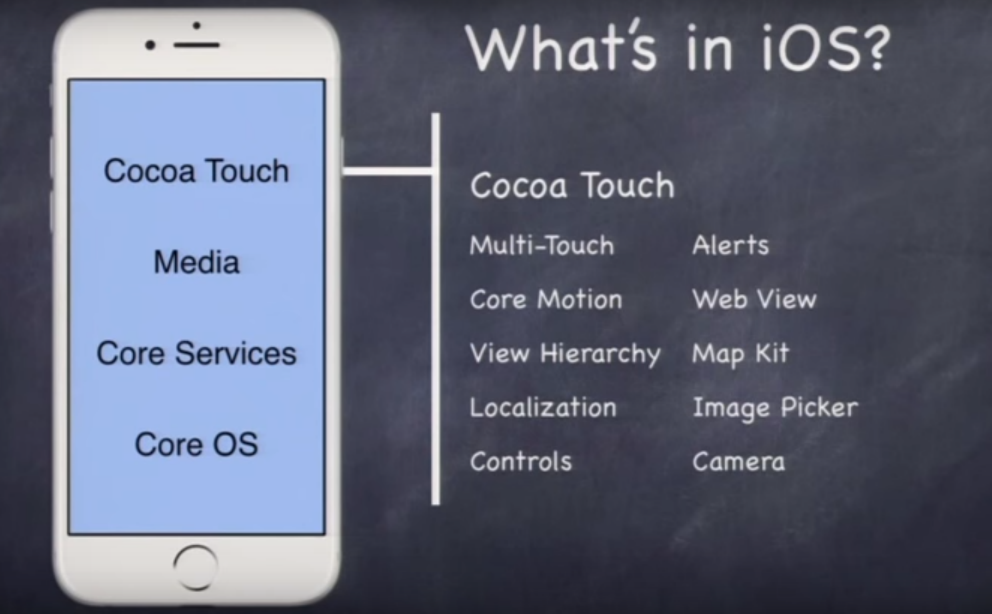 What's in iOS?
Cocoa Touch
Media
Core Services
Core OS
Cocoa Touch
Multi-Touch Alerts
Core Motion Web View
View Hierarchy Map Kit
Localization Image Picker
Controls Camera